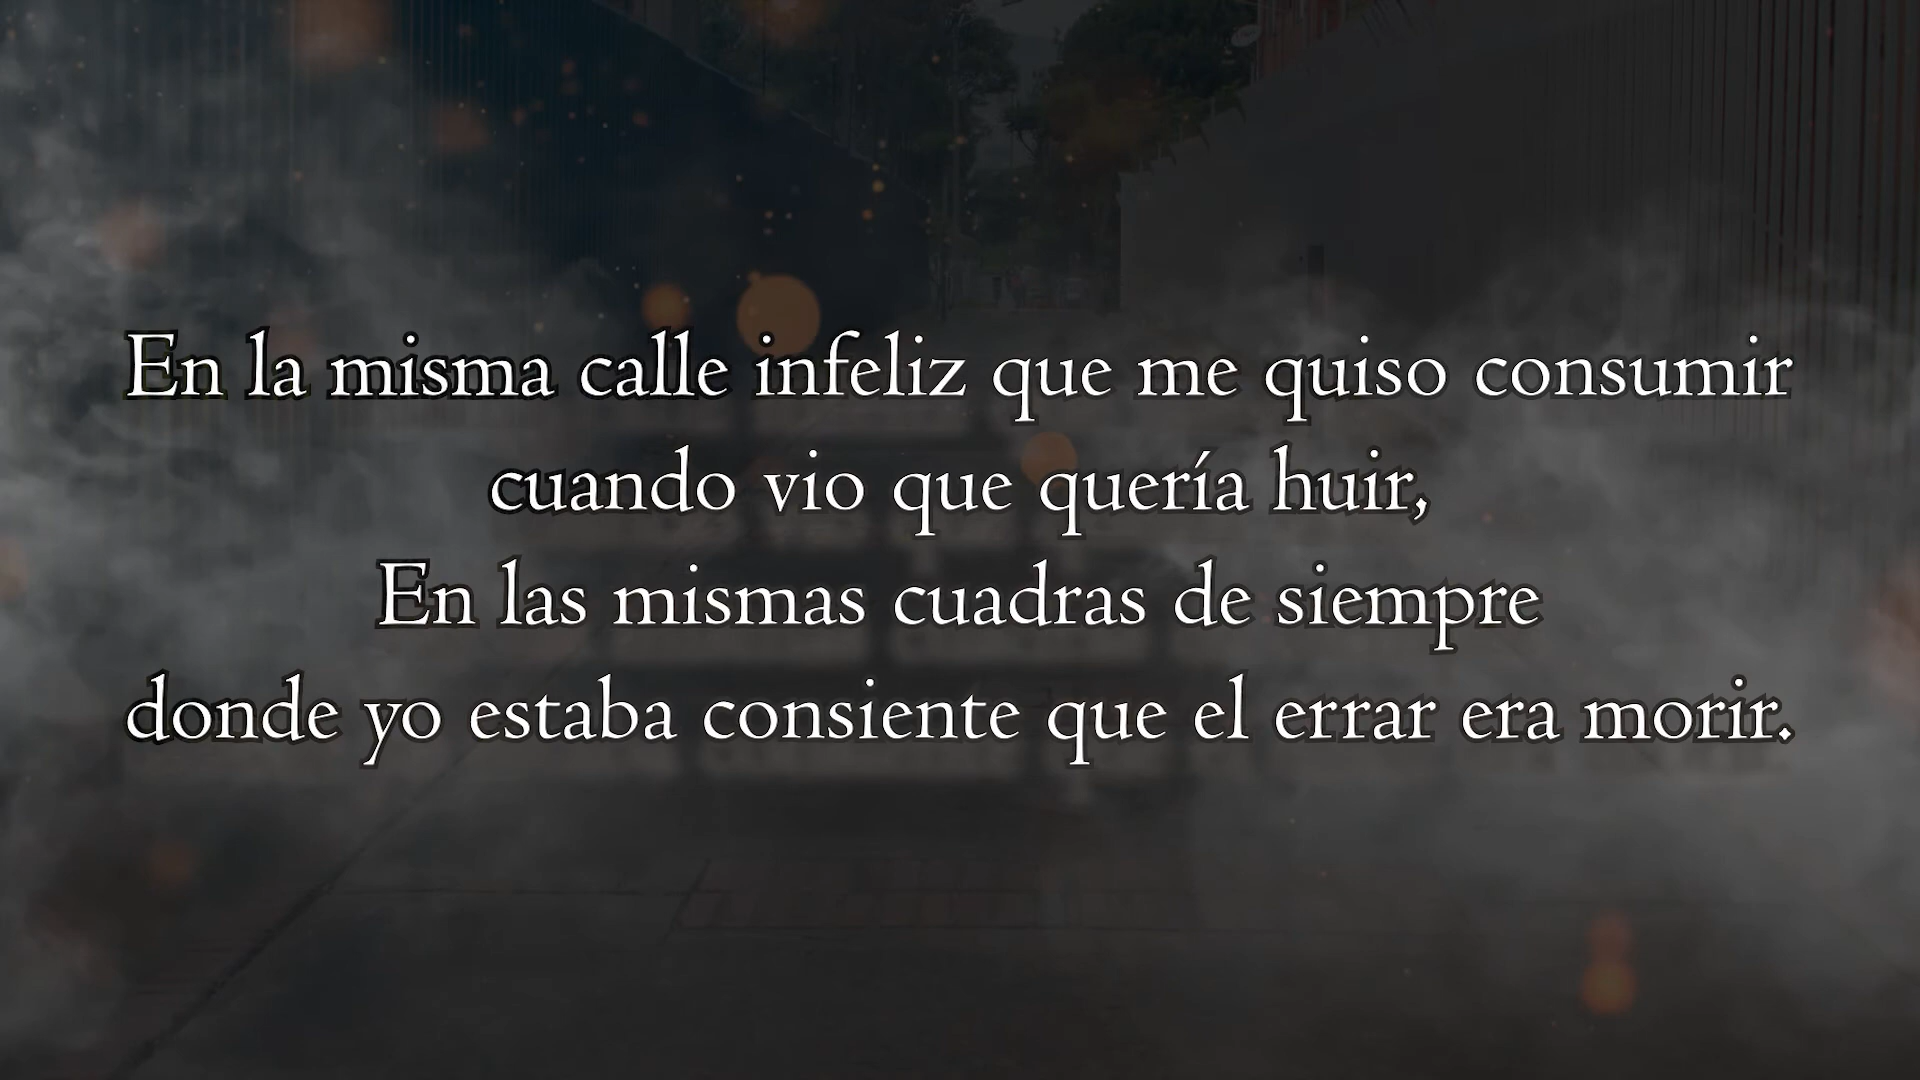 En la misma calle infeliz que me quiso consumir
cuando vio que quería huir,
En las mismas cuadras de siempre
donde yo estaba consiente que el errar era morir.